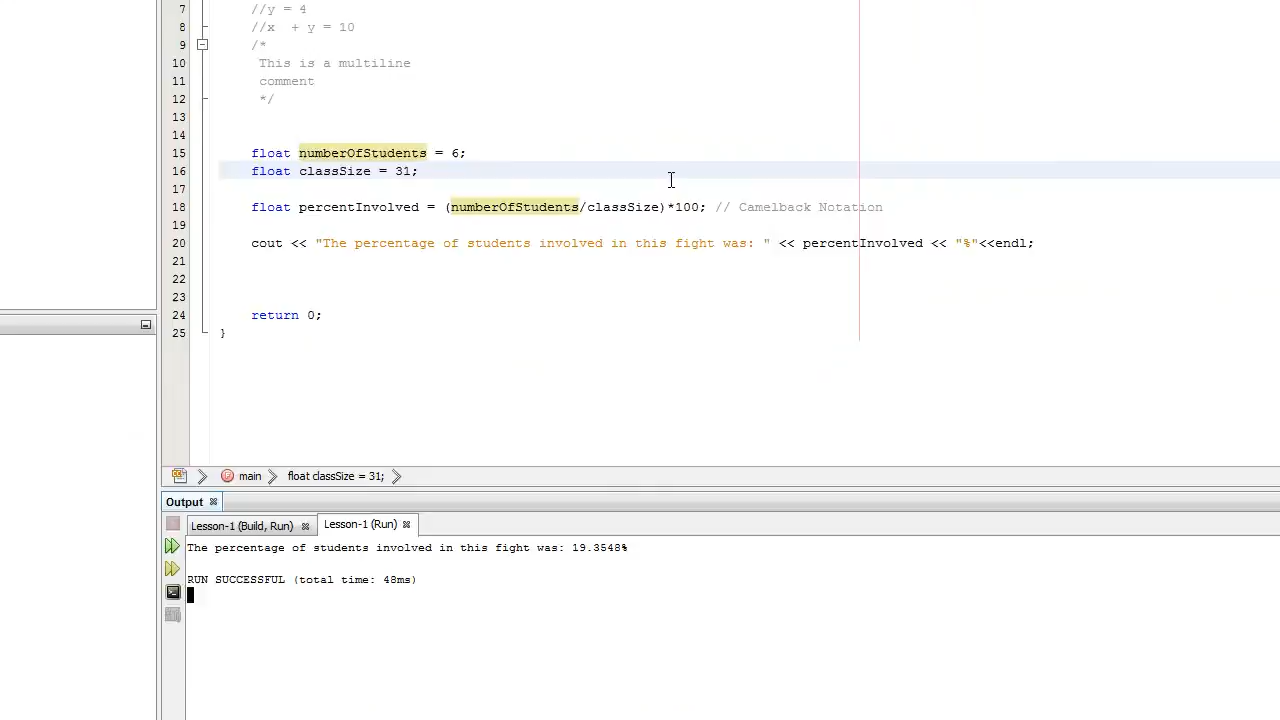 7 //y = 4
8 //x  + y = 10
9 /*
10 This is a multiline
11 comment
12 */
13
14
15 float numberOfStudents = 6;
16 float classSize = 31;
17
18 float percentInvolved = (numberOfStudents/classSize)*100; // Camelback Notation
19
20 cout << "The percentage of students involved in this fight was: " << percentInvolved << "%"<<endl;
21
22
23
24 return 0;
25 }
main float classSize = 31;
Output
Lesson-1 (Build, Run) Lesson-1 (Run)
The percentage of students involved in this fight was: 19.3548%
RUN SUCCESSFUL (total time: 48ms)